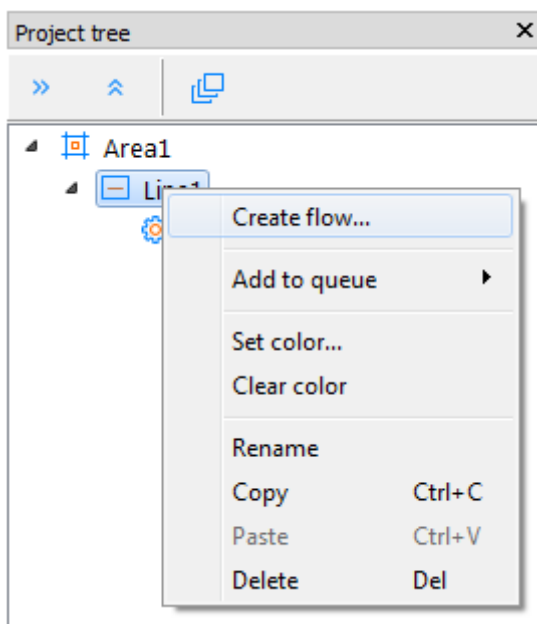 Project tree
Area1
Line1
Create flow...
Add to queue
Set color...
Clear color
Rename
Copy Ctrl+C
Paste Ctrl+V
Delete Del